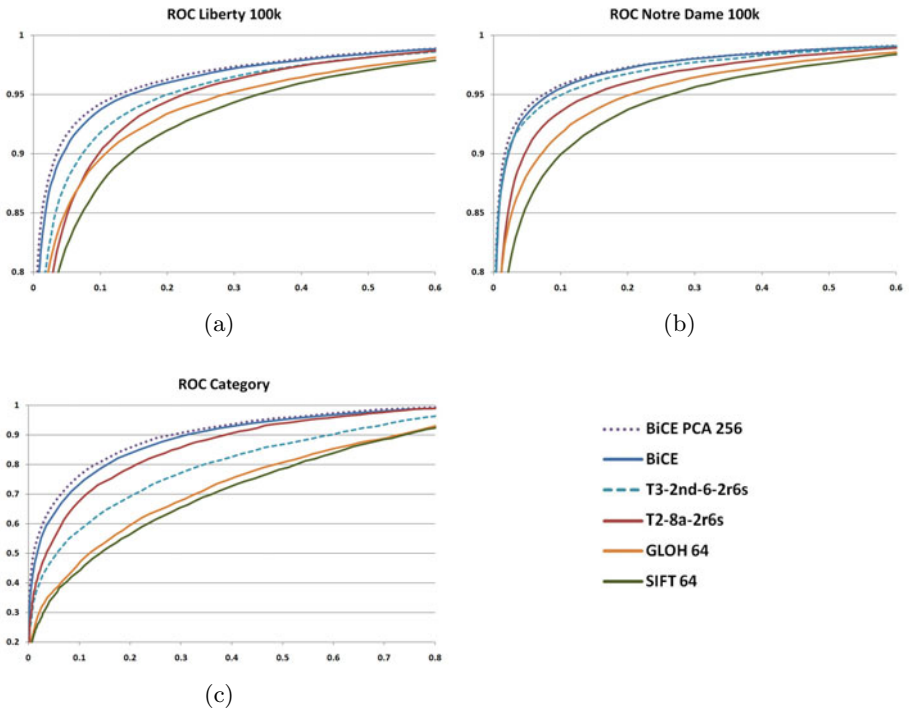 ROC Liberty 100k
1
0.95
0.9
0.85
0.8
0 0.1 0.2 0.3 0.4 0.5 0.6
(a)
ROC Notre Dame 100k
1
0.95
0.9
0.85
0.8
0 0.1 0.2 0.3 0.4 0.5 0.6
(b)
ROC Category
1
0.9
0.8
0.7
0.6
0.5
0.4
0.3
0.2
0 0.1 0.2 0.3 0.4 0.5 0.6 0.7 0.8
(c)
BiCE PCA 256
BiCE
T3-2nd-6-2r6s
T2-8a-2r6s
GLOH 64
SIFT 64